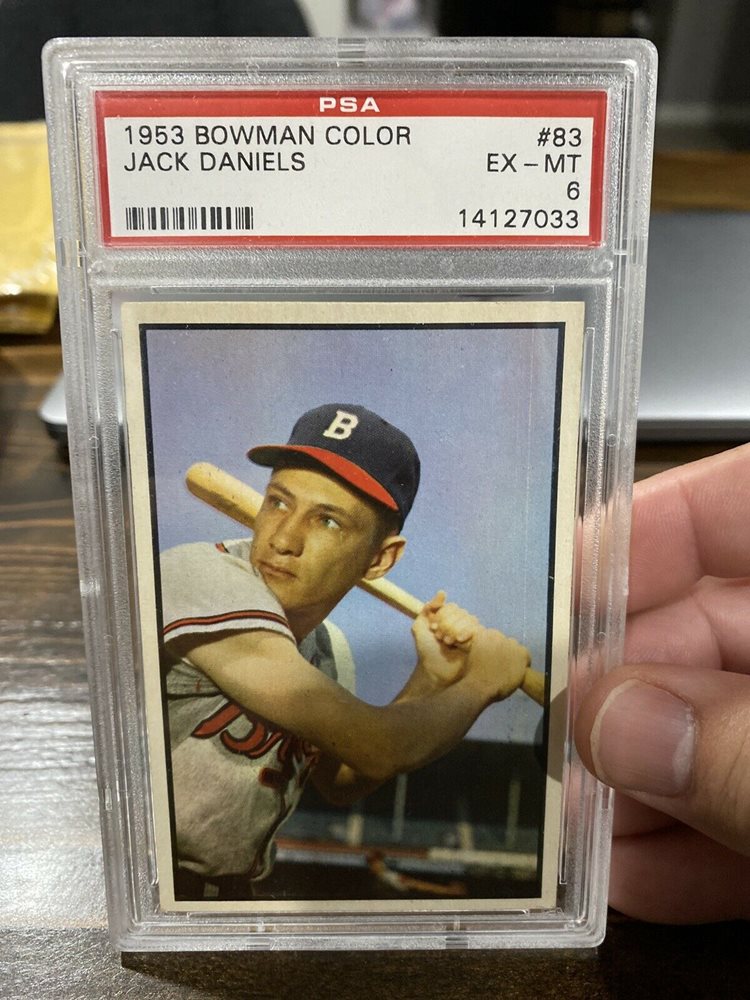 PSA
1953 BOWMAN COLOR #83
JACK DANIELS EX - MT
6
14127033
B